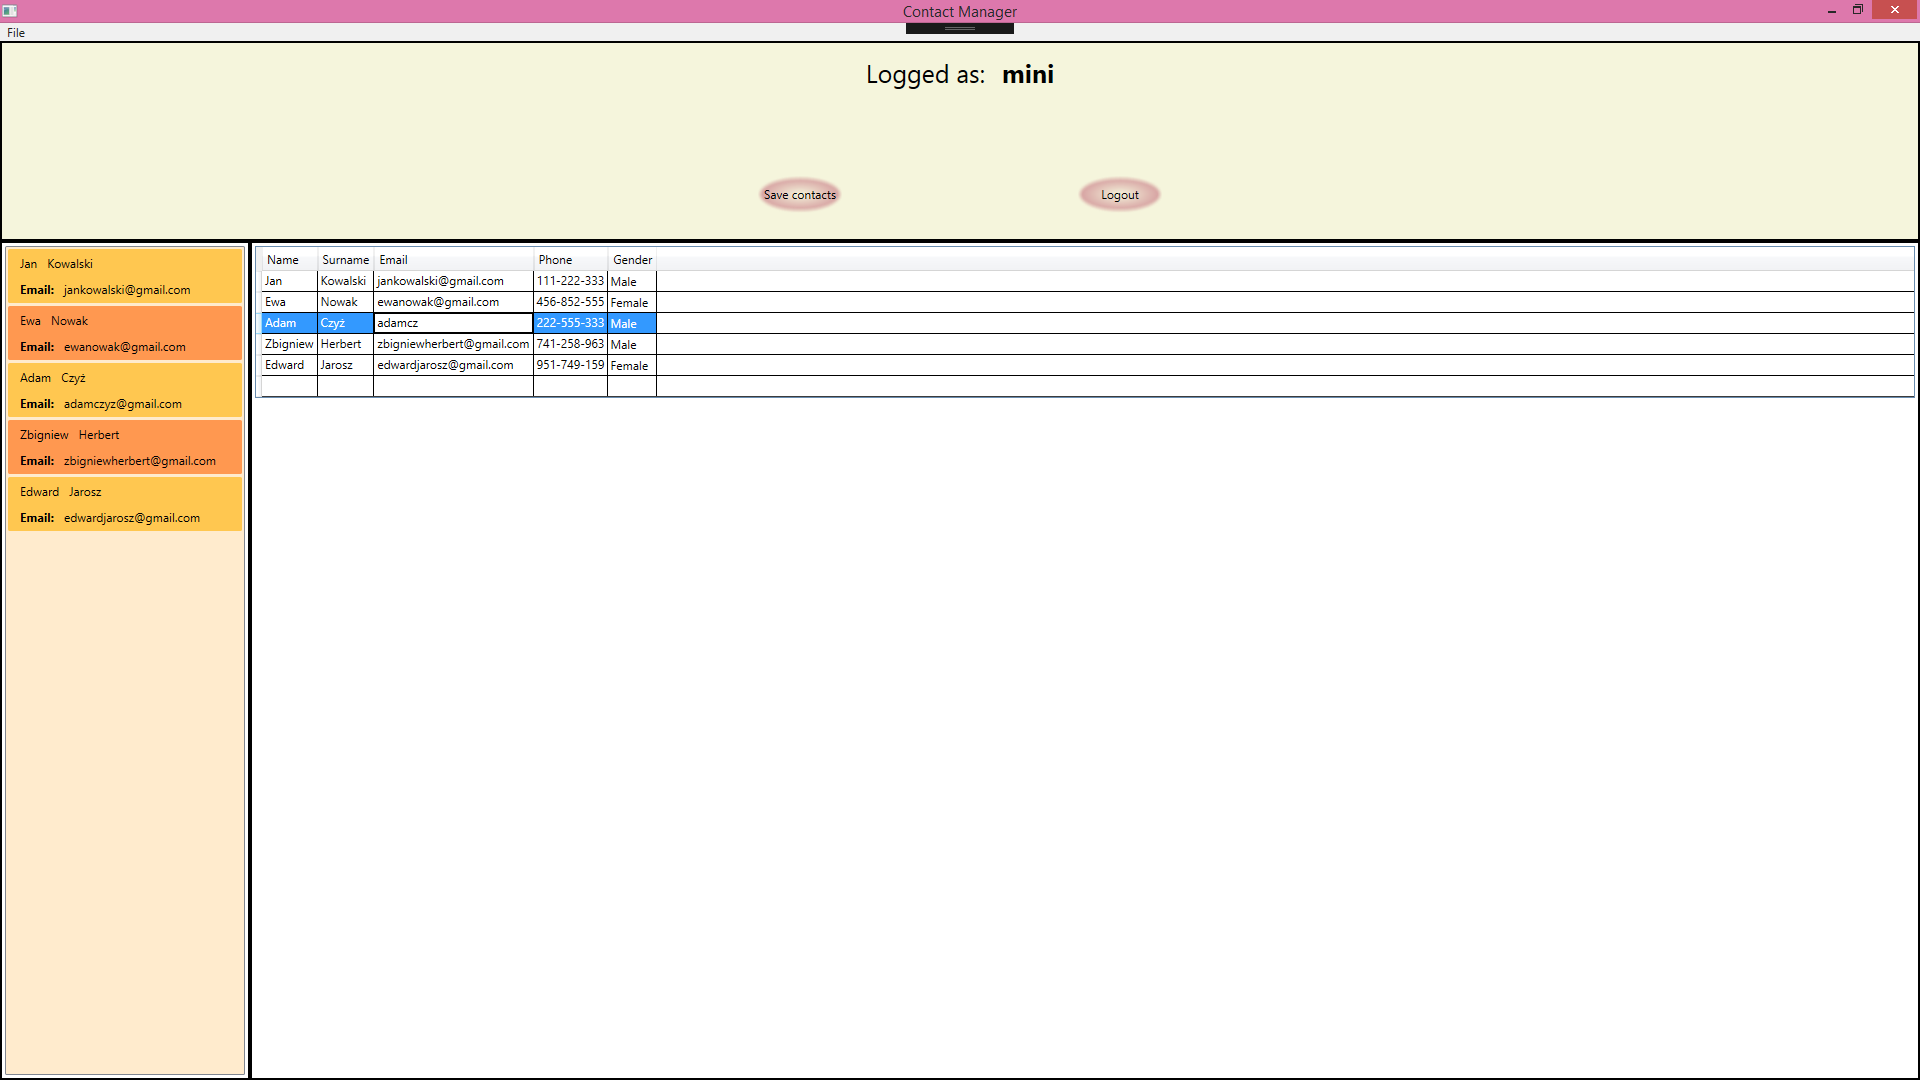 Contact Manager
File
Logged as: mini
Save contacts
Logout
Jan Kowalski
Email: jankowalski@gmail.com
Ewa Nowak
Email: ewanowak@gmail.com
Adam Czyż
Email: adamczyz@gmail.com
Zbigniew Herbert
Email: zbigniewherbert@gmail.com
Edward Jarosz
Email: edwardjarosz@gmail.com
Name Surname Email Phone Gender
Jan Kowalski jankowalski@gmail.com 111-222-333 Male
Ewa Nowak ewanowak@gmail.com 456-852-555 Female
Adam Czyż adamcz 222-555-333 Male
Zbigniew Herbert zbigniewherbert@gmail.com 741-258-963 Male
Edward Jarosz edwardjarosz@gmail.com 951-749-159 Female